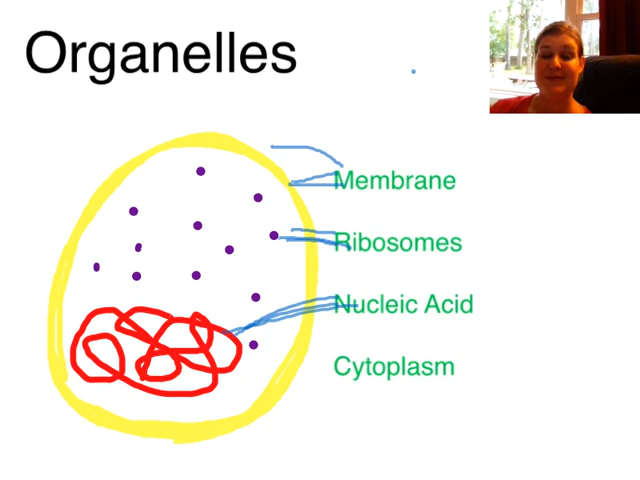 Organelles
Membrane
Ribosomes
Nucleic Acid
Cytoplasm